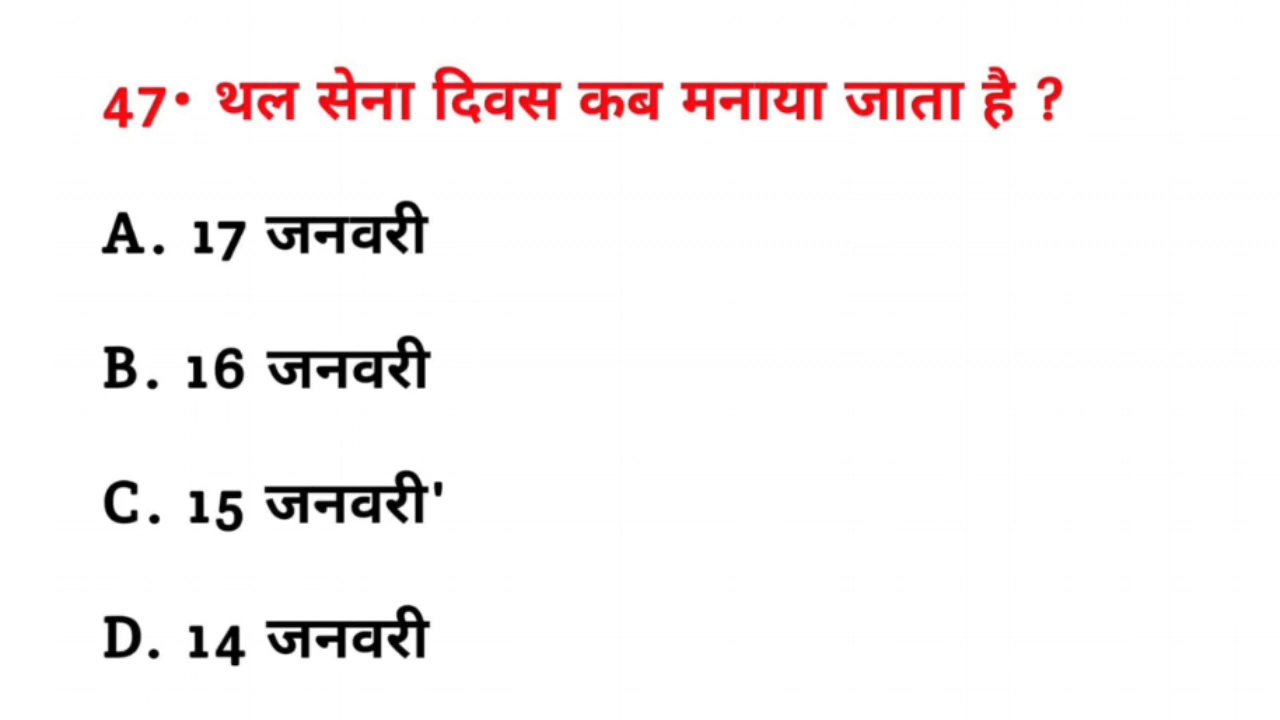 47• थल सेना दिवस कब मनाया जाता है ?
A. 17 जनवरी
B. 16 जनवरी
C. 15 जनवरी'
D. 14 जनवरी